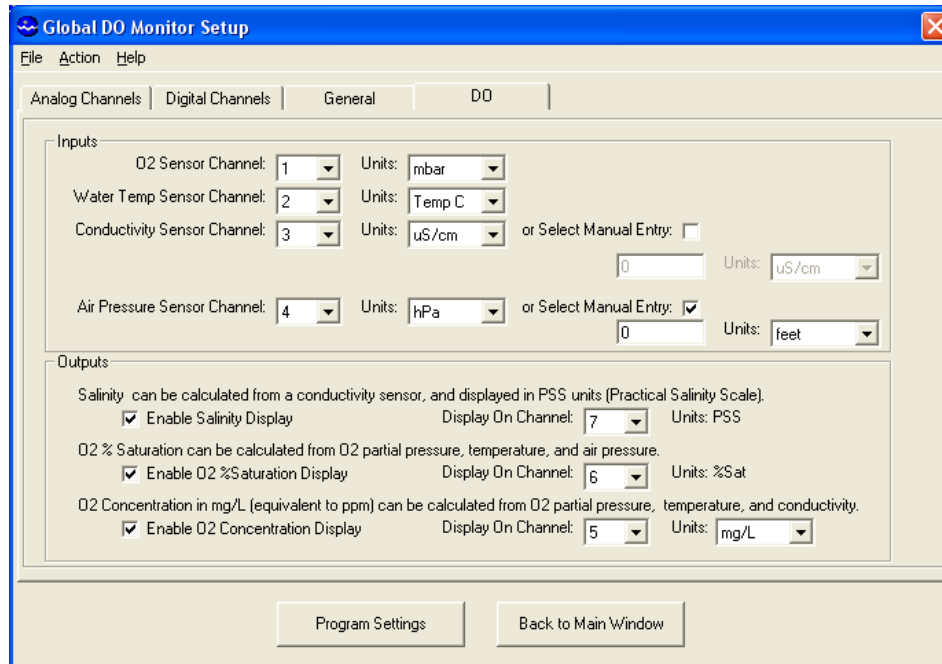 Global DO Monitor Setup
File Action Help
Analog Channels Digital Channels General DO
Inputs
O2 Sensor Channel: 1 Units: mbar
Water Temp Sensor Channel: 2 Units: Temp C
Conductivity Sensor Channel: 3 Units: uS/cm or Select Manual Entry:
0 Units: uS/cm
Air Pressure Sensor Channel: 4 Units: hPa or Select Manual Entry:
0 Units: feet
Outputs
Salinity can be calculated from a conductivity sensor, and displayed in PSS units (Practical Salinity Scale).
Enable Salinity Display Display On Channel: 7 Units: PSS
O2 % Saturation can be calculated from O2 partial pressure, temperature, and air pressure.
Enable O2 %Saturation Display Display On Channel: 6 Units: %Sat
O2 Concentration in mg/L (equivalent to ppm) can be calculated from O2 partial pressure, temperature, and conductivity.
Enable O2 Concentration Display Display On Channel: 5 Units: mg/L
Program Settings Back to Main Window